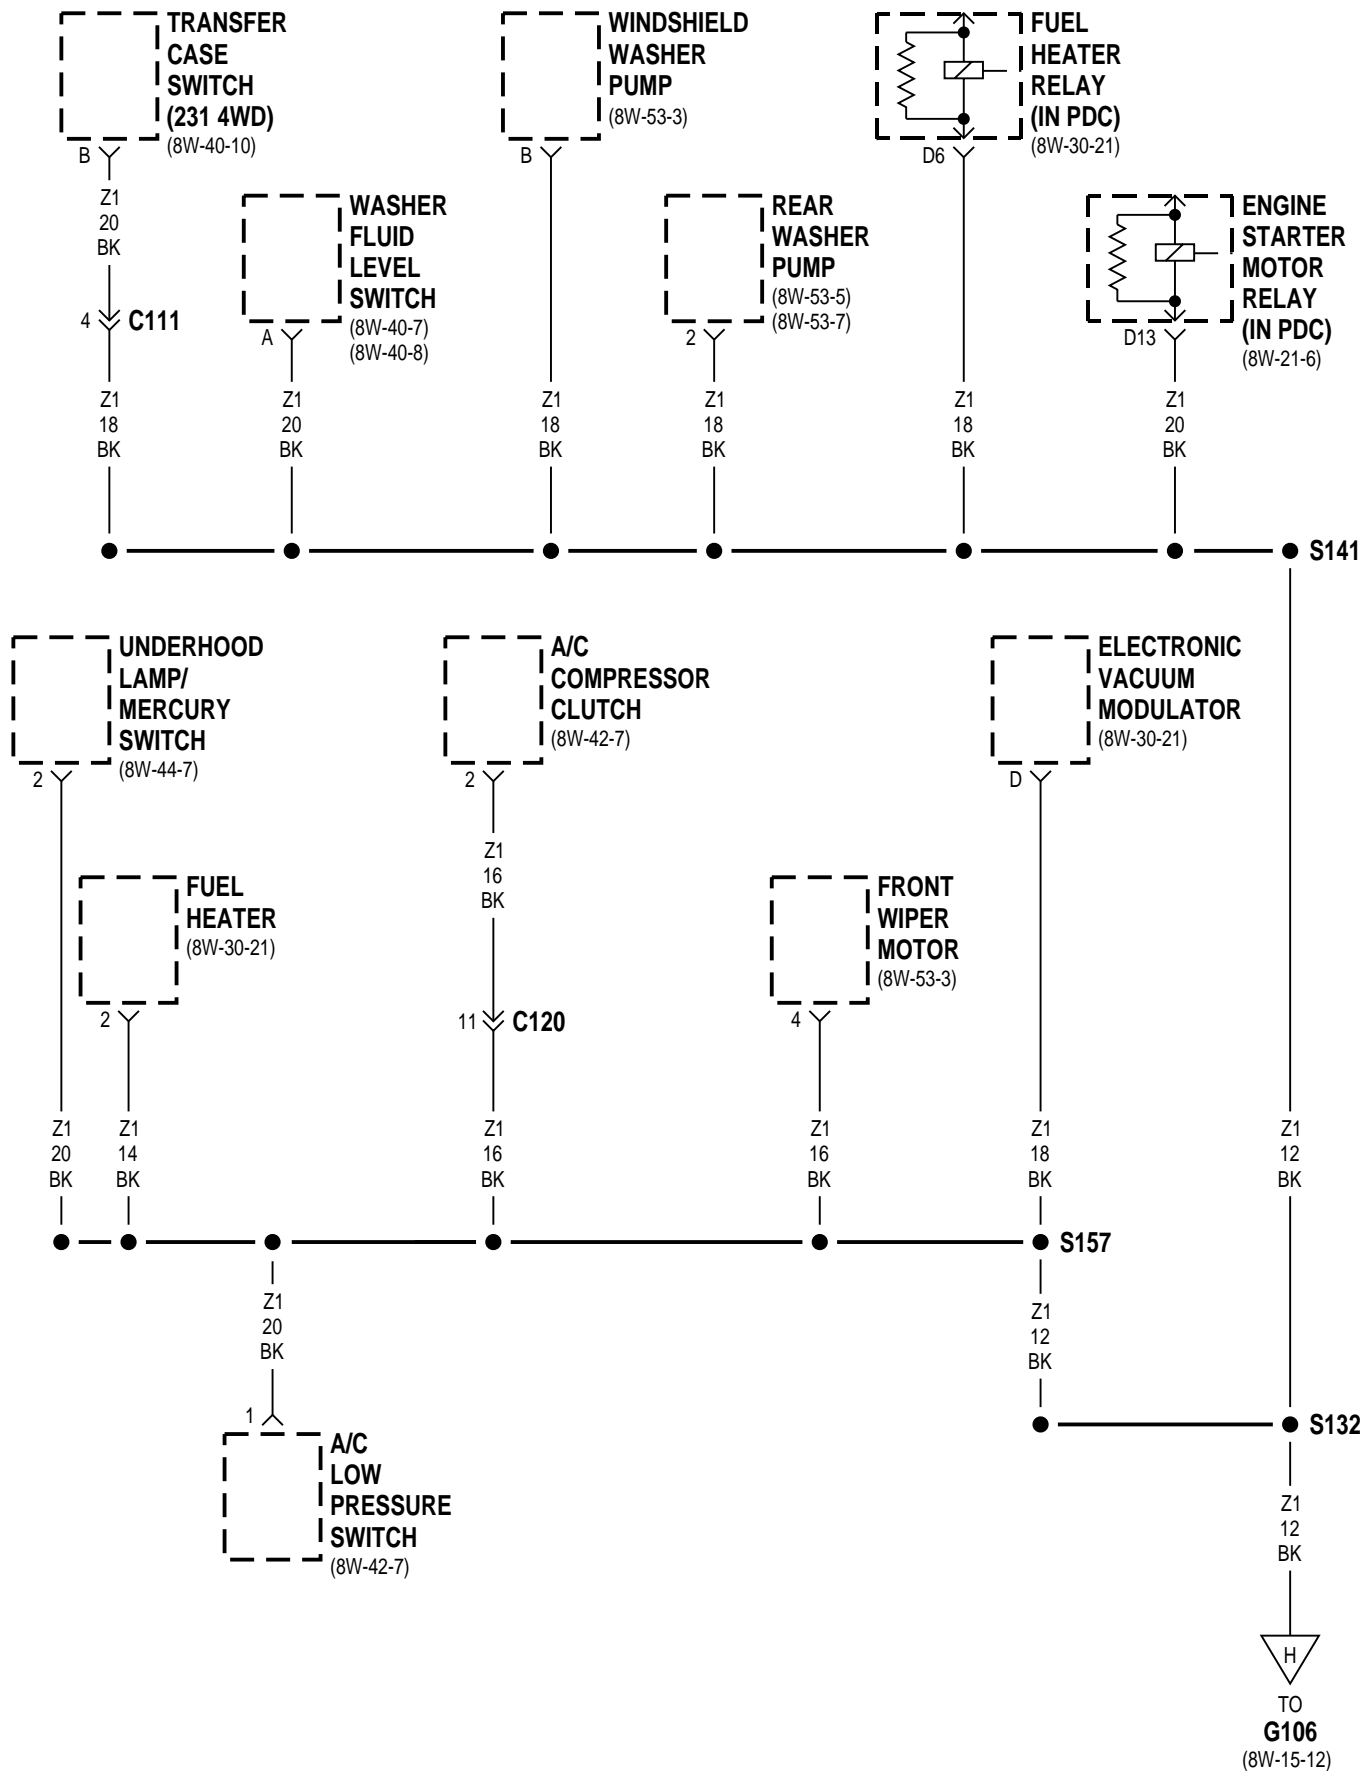 TRANSFER
CASE
SWITCH
(231 4WD)
(8W-40-10)
B
Z1
20
BK
4
C111
Z1
18
BK
WASHER
FLUID
LEVEL
SWITCH
(8W-40-7)
(8W-40-8)
A
Z1
20
BK
WINDSHIELD
WASHER
PUMP
(8W-53-3)
B
Z1
18
BK
REAR
WASHER
PUMP
(8W-53-5)
(8W-53-7)
2
Z1
18
BK
FUEL
HEATER
RELAY
(IN PDC)
(8W-30-21)
D6
Z1
18
BK
ENGINE
STARTER
MOTOR
RELAY
(IN PDC)
(8W-21-6)
D13
Z1
20
BK
S141
UNDERHOOD
LAMP/
MERCURY
SWITCH
(8W-44-7)
2
Z1
20
BK
FUEL
HEATER
(8W-30-21)
2
Z1
14
BK
A/C
COMPRESSOR
CLUTCH
(8W-42-7)
2
Z1
16
BK
11
C120
Z1
16
BK
FRONT
WIPER
MOTOR
(8W-53-3)
4
Z1
16
BK
ELECTRONIC
VACUUM
MODULATOR
(8W-30-21)
D
Z1
18
BK
Z1
12
BK
S157
Z1
20
BK
1
A/C
LOW
PRESSURE
SWITCH
(8W-42-7)
Z1
12
BK
S132
Z1
12
BK
H
TO
G106
(8W-15-12)